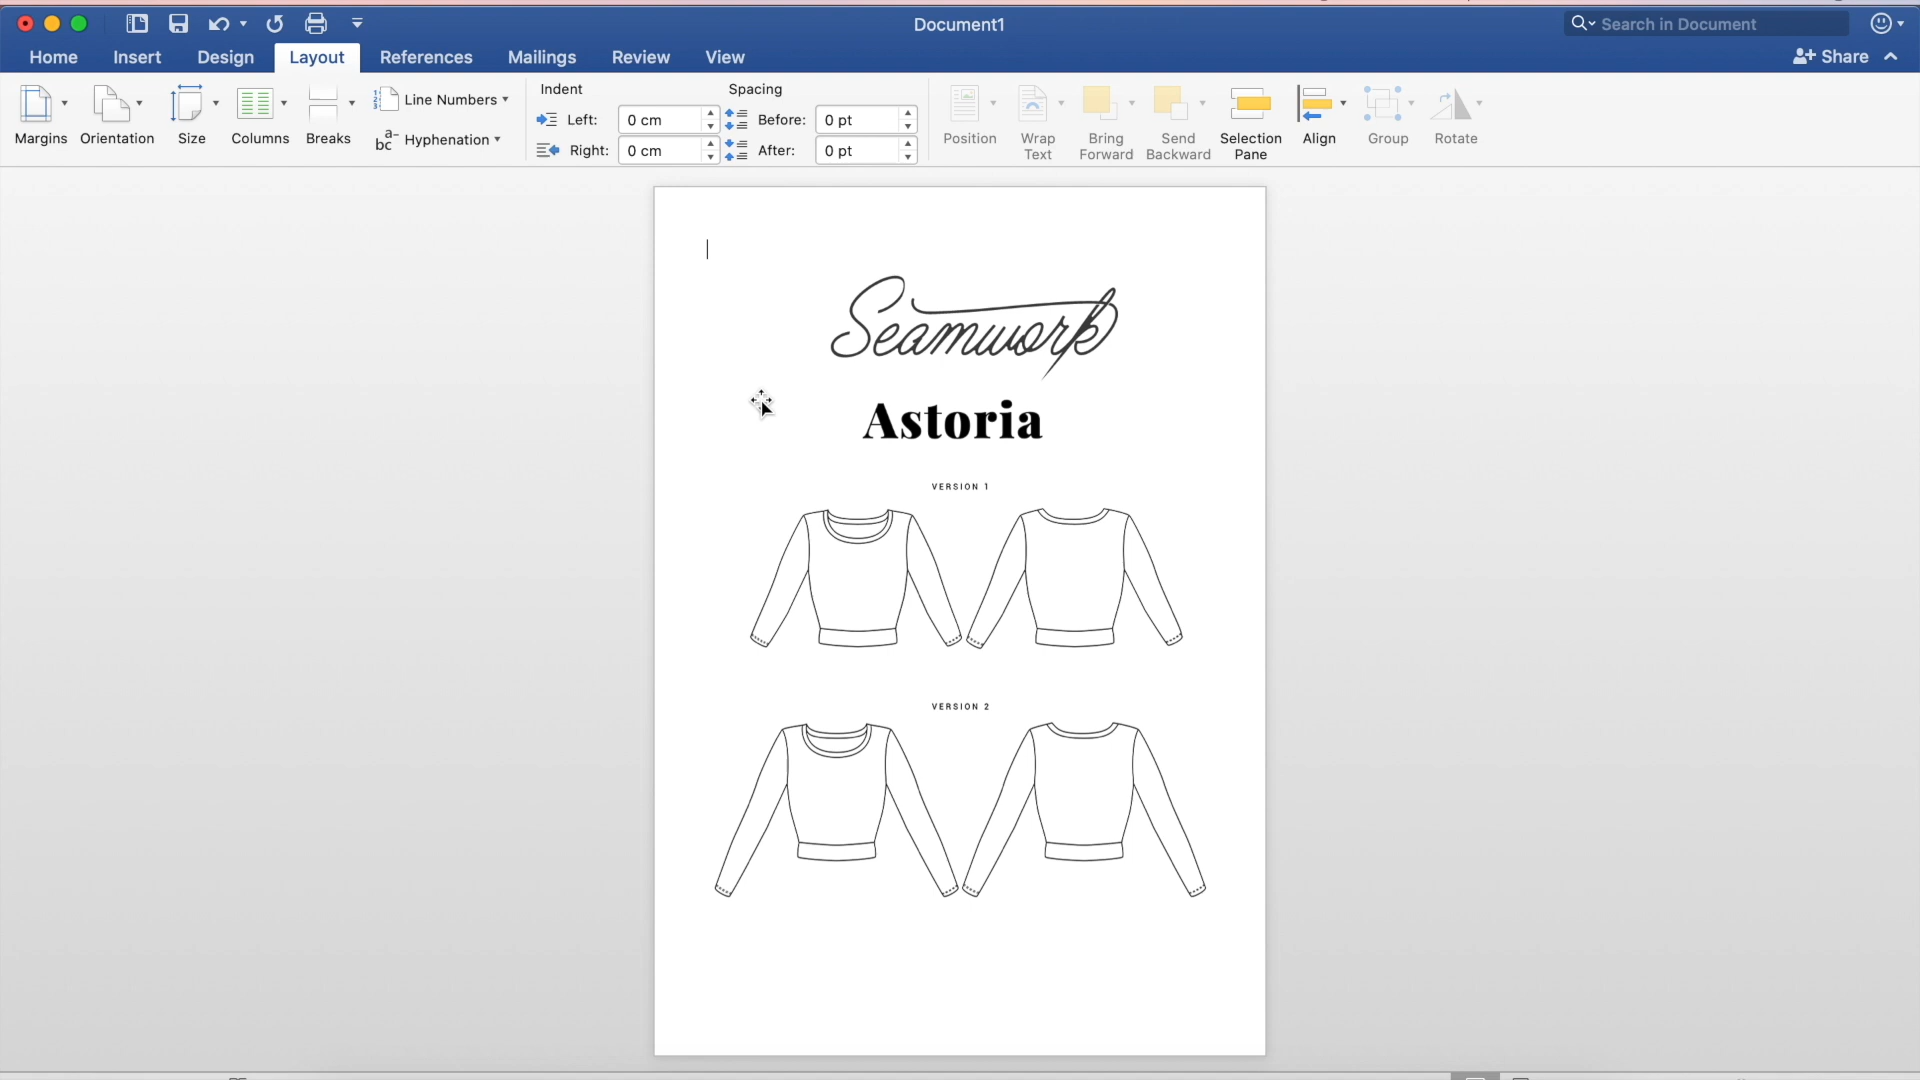 Document1
Search in Document
Home Insert Design Layout References Mailings Review View
Share
Margins Orientation Size Columns Breaks
Line Numbers
Hyphenation
Indent
Left: 0 cm
Right: 0 cm
Spacing
Before: 0 pt
After: 0 pt
Position
Wrap Text
Bring Forward
Send Backward
Selection Pane
Align
Group
Rotate
Seamwork
Astoria
VERSION 1
VERSION 2